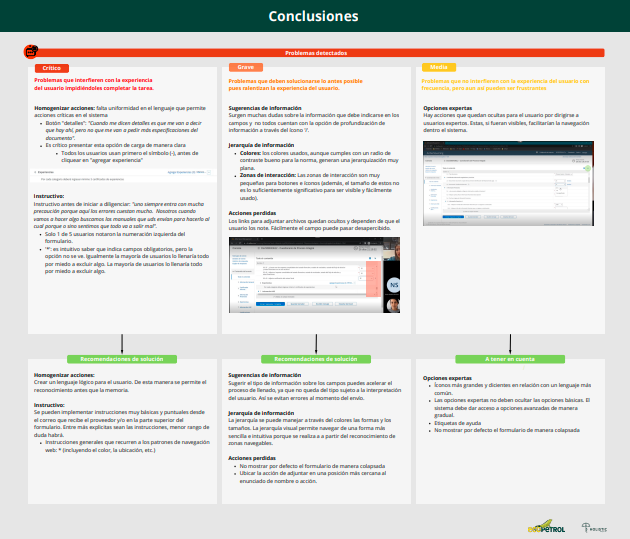 Conclusiones
Problemas detectados
Crítico
Problemas que interfieren con la experiencia
del usuario impidiéndoles completar la tarea.
Homogenizar acciones: falta uniformidad en el lenguaje que permite
acciones críticas en el sistema
• Botón "detalles": "Cuando me dicen detalles es que me van a decir
que hay ahí, pero no que me van a pedir más especificaciones del
documento".
• Es crítico presentar esta opción de carga de manera clara
• Todos los usuarios usan primero el símbolo(-), antes de
cliquear en "agregar experiencia"
Instructivo:
Instructivo antes de iniciar a diligenciar: "uno siempre entra con mucha
precaución porque aquí los errores cuestan mucho. Nosotros cuando
vamos a hacer algo buscamos los manuales que uds envían para hacerlo al
cual porque o sino sentimos que todo va a salir mal".
• Solo 1 de 5 usuarios notaron la numeración izquierda del
formulario.
• "*": es intuitivo saber que indica campos obligatorios, pero la
opción no se ve. Igualmente la mayoría de usuarios lo llenaría todo
por miedo a excluir algo. La mayoría de usuarios lo llenaría todo
por miedo a excluir algo.
Grave
Problemas que deben solucionarse lo antes posible
pues ralentizan la experiencia del usuario.
Sugerencias de información
Surgen muchas dudas sobre la información que debe indicarse en los
campos y no todos cuentan con la opción de profundización de
información a través del ícono 'i'.
Jerarquía de información
• Colores: los colores usados, aunque cumples con un radio de
contraste bueno para la norma, generan una jerarquización muy
plana.
• Zonas de interacción: Las zonas de interacción son muy
pequeñas para botones e íconos (además, el tamaño de estos no
es lo suficientemente significativo para ser visible y fácilmente
usado).
Acciones perdidas
Los links para adjuntar archivos quedan ocultos y dependen de que el
usuario los note. Fácilmente el campo puede pasar desapercibido.
NS
Media
Problemas que no interfieren con la experiencia del usuario con
frecuencia, pero aun así pueden ser frustrante
Opciones expertas
Hay acciones que quedan ocultas para el usuario por dirigirse a
usuarios expertos. Estas, si fueran visibles, facilitarían la navegación
dentro el sistema.
Recomendaciones de solución
Homogenizar acciones:
Crear un lenguaje lógico para el usuario. De esta manera se permite el
reconocimiento antes que la memoria.
Instructivo:
Se pueden implementar instrucciones muy básicas y puntuales desde
el correo que recibe el proveedor y/o en la parte superior del
formulario. Entre más explícitas sean las instrucciones, menor rango de
duda habrá.
• Instrucciones generales que recurren a los patrones de navegación
web: * (incluyendo el color, la ubicación, etc.)
Recomendaciones de solución
Sugerencias de información
Sugerir el tipo de información sobre los campos puedes acelerar el
proceso de llenado, ya que no queda del tipo sujeto a la interpretación
del usuario. Así se evitan errores al momento del envío.
Jerarquía de información
La jerarquía se puede manejar a través del colores las formas y los
tamaños. La jerarquía visual permite navegar de una forma más
sencilla e intuitiva porque se realiza a partir del reconocimiento de
zonas navegables.
Acciones perdidas
• No mostrar por defecto el formulario de manera colapsada
• Ubicar la acción de adjuntar en una posición más cercana al
enunciado de nombre o acción.
A tener en cuenta
Opciones expertas
• Íconos más grandes y dicientes en relación con un lenguaje más
común.
• Las opciones expertas no deben ocultar las opciones básicas. El
sistema debe dar acceso a opciones avanzadas de manera
gradual.
• Etiquetas de ayuda
• No mostrar por defecto el formulario de manera colapsada
ECOPETROL